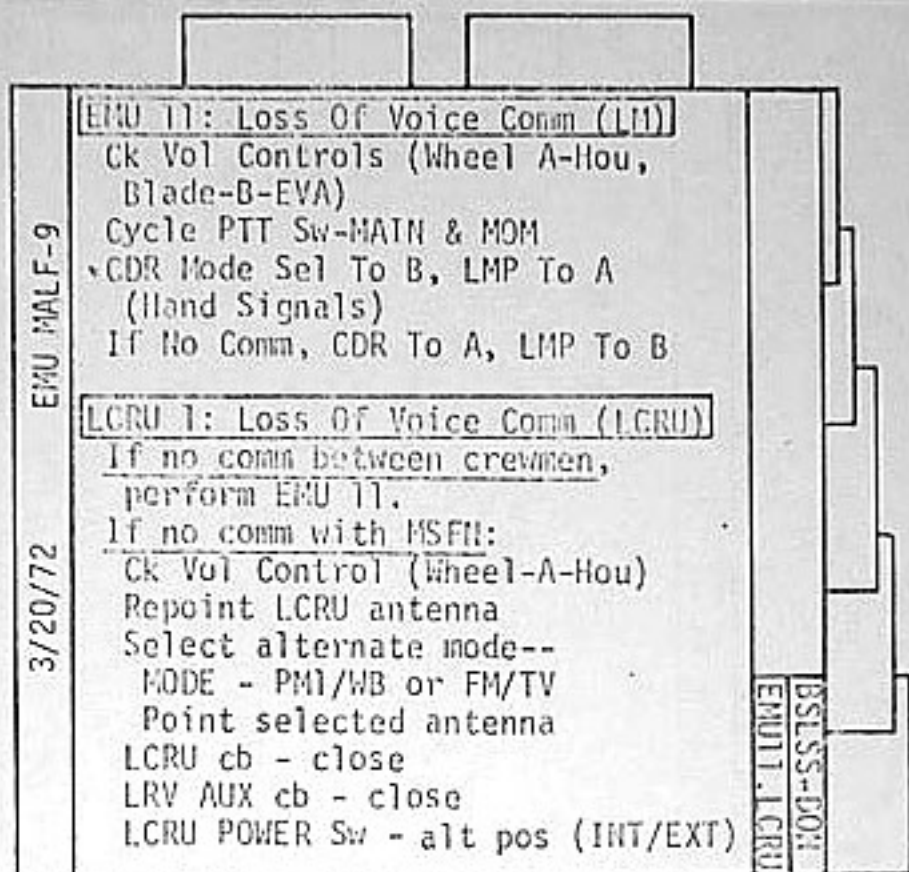 EMU 11: Loss Of Voice Comm (LM)
Ck Vol Controls (Wheel A-Hou,
Blade-B-EVA)
Cycle PTT Sw-MAIN & MOM
CDR Mode Sel To B, LMP To A
(Hand Signals)
If No Comm, CDR To A, LMP To B
LCRU 1: Loss Of Voice Comm (LCRU)
If no comm between crewmen,
perform EMU 11.
If no comm with MSFN:
Ck Vol Control (Wheel-A-Hou)
Repoint LCRU antenna
Select alternate mode--
MODE - PM1/WB or FM/TV
Point selected antenna
LCRU cb - close
LRV AUX cb - close
LCRU POWER Sw - alt pos (INT/EXT)
EMU MALF-9
3/20/72
BSLSS-COM
EMU11.LCRU